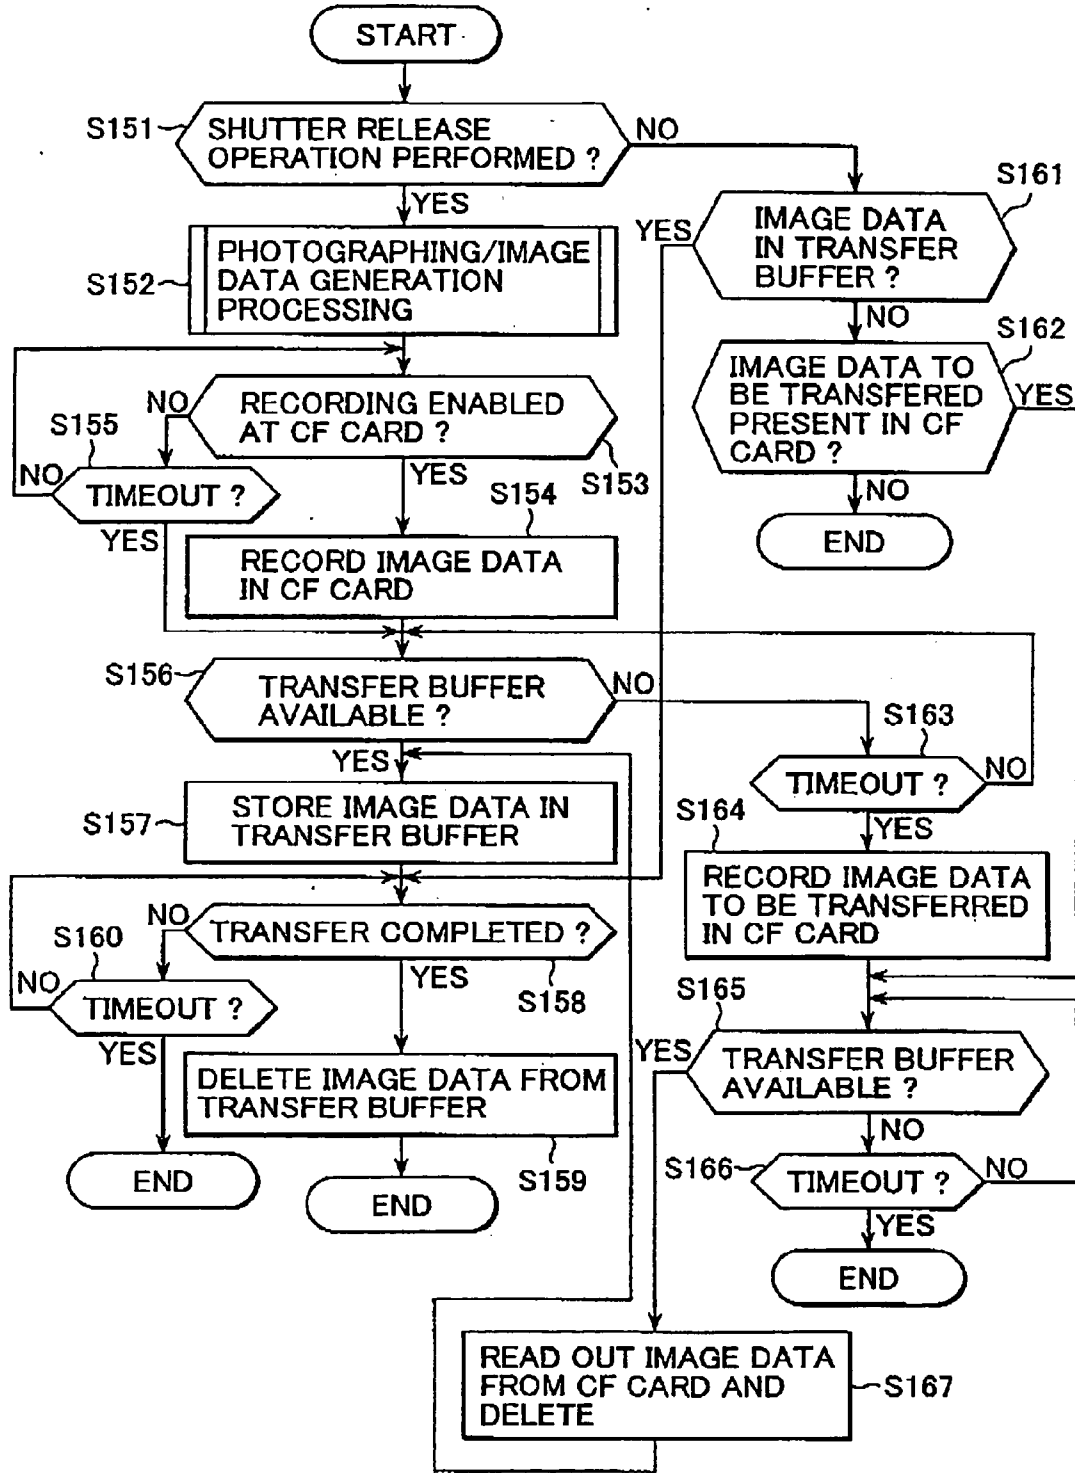 START
S151
SHUTTER RELEASE
OPERATION PERFORMED ?
NO
YES
S152
PHOTOGRAPHING/IMAGE
DATA GENERATION
PROCESSING
S161
YES
IMAGE DATA
IN TRANSFER
BUFFER ?
NO
S162
IMAGE DATA TO
BE TRANSFERED
PRESENT IN CF
CARD ?
YES
NO
END
NO
RECORDING ENABLED
AT CF CARD ?
S153
YES
S155
NO
TIMEOUT ?
YES
S154
RECORD IMAGE DATA
IN CF CARD
S156
TRANSFER BUFFER
AVAILABLE ?
NO
YES
S163
TIMEOUT ?
NO
YES
S157
STORE IMAGE DATA IN
TRANSFER BUFFER
S164
RECORD IMAGE DATA
TO BE TRANSFERRED
IN CF CARD
NO
TRANSFER COMPLETED ?
S158
YES
S160
NO
TIMEOUT ?
YES
END
DELETE IMAGE DATA FROM
TRANSFER BUFFER
S159
END
S165
YES
TRANSFER BUFFER
AVAILABLE ?
NO
S166
TIMEOUT ?
NO
YES
END
READ OUT IMAGE DATA
FROM CF CARD AND
DELETE
S167